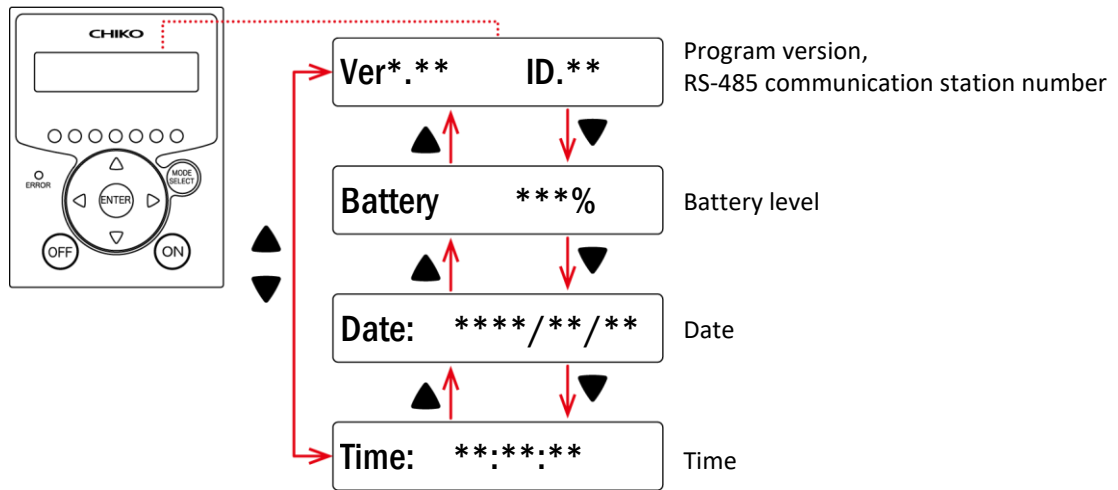 CHIKO
ERROR
MODE
SELECT
ENTER
OFF
ON
Ver*.** ID.**
Program version,
RS-485 communication station number
Battery ***%
Battery level
Date: ****/**/**
Date
Time: **:**:**
Time